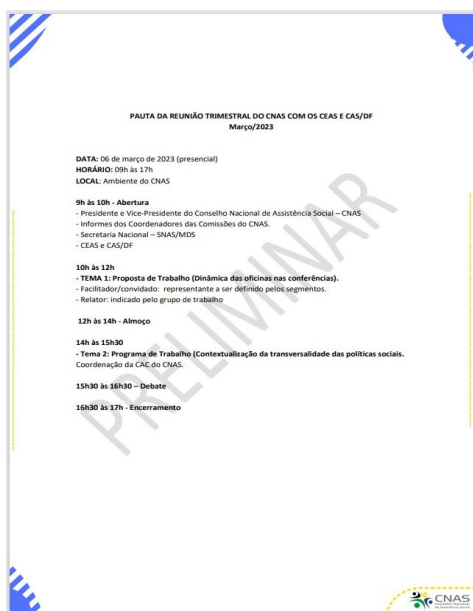 PAUTA DA REUNIÃO TRIMESTRAL DO CNAS COM OS CEAS E CAS/DF
Março/2023
DATA: 06 de março de 2023 (presencial)
HORÁRIO: 09h às 17h
LOCAL: Ambiente do CNAS
9h às 10h - Abertura
- Presidente e Vice-Presidente do Conselho Nacional de Assistência Social – CNAS
- Informes dos Coordenadores das Comissões do CNAS.
- Secretaria Nacional – SNAS/MDS
- CEAS e CAS/DF
10h às 12h
- TEMA 1: Proposta de Trabalho (Dinâmica das oficinas nas conferências).
- Facilitador/convidado: representante a ser definido pelos segmentos.
- Relator: indicado pelo grupo de trabalho
12h às 14h - Almoço
14h às 15h30
- Tema 2: Programa de Trabalho (Contextualização da transversalidade das políticas sociais.
Coordenação da CAC do CNAS.
15h30 às 16h30 – Debate
16h30 às 17h - Encerramento
PRELIMINAR
CNAS